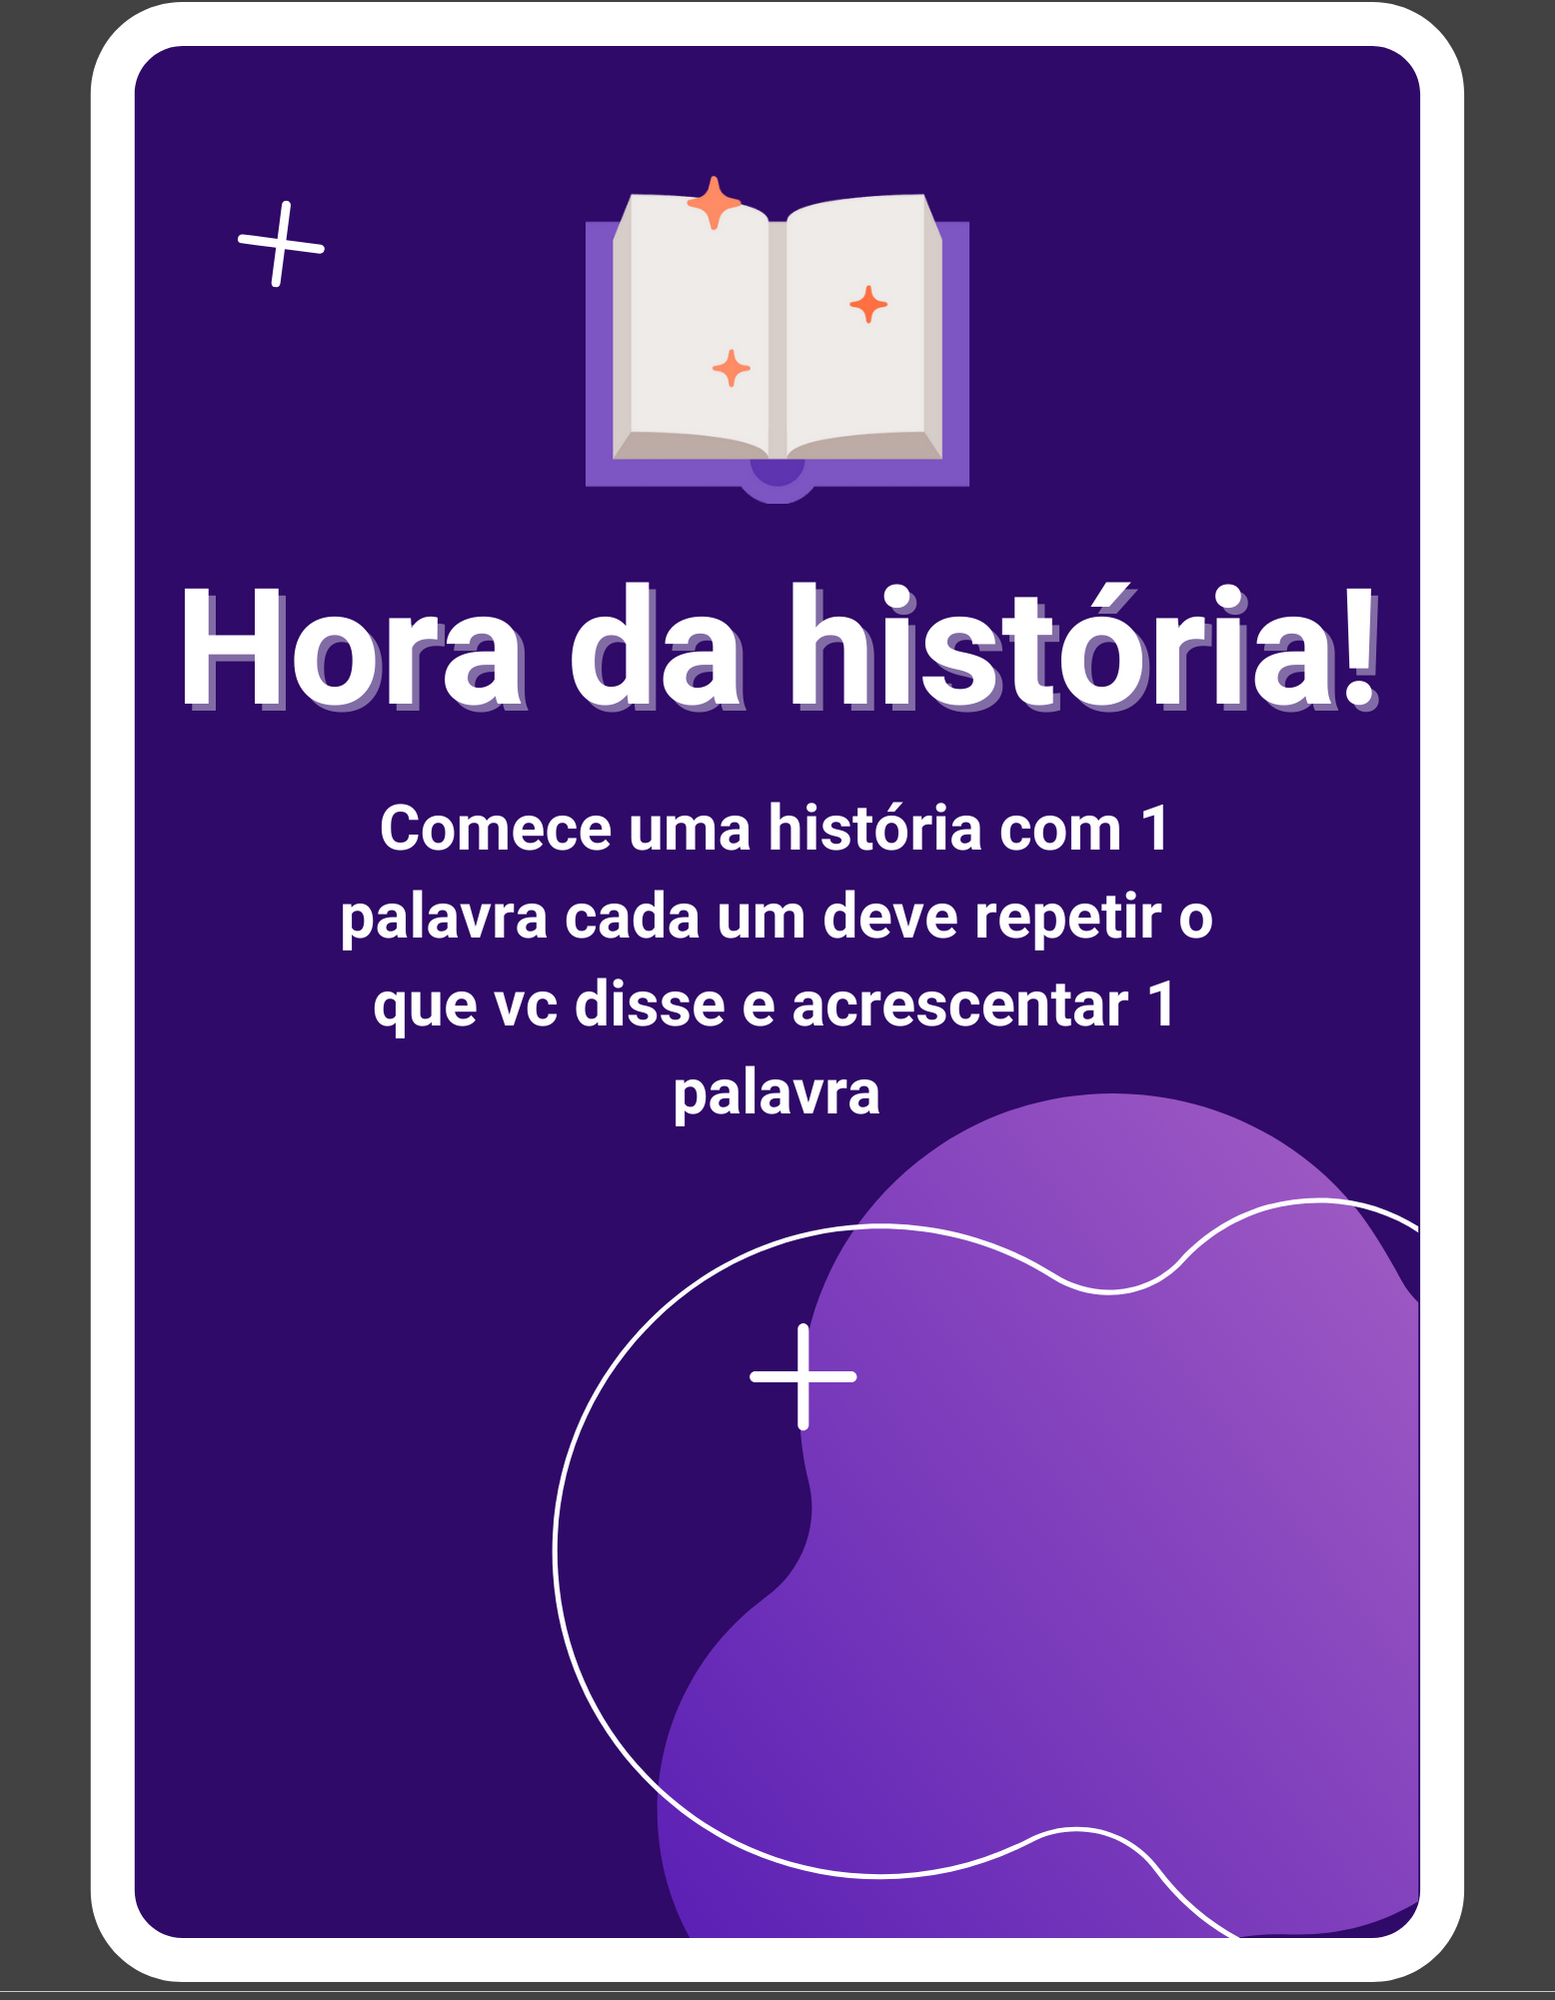 Hora da história!
Comece uma história com 1
palavra cada um deve repetir o
que vc disse e acrescentar 1
palavra